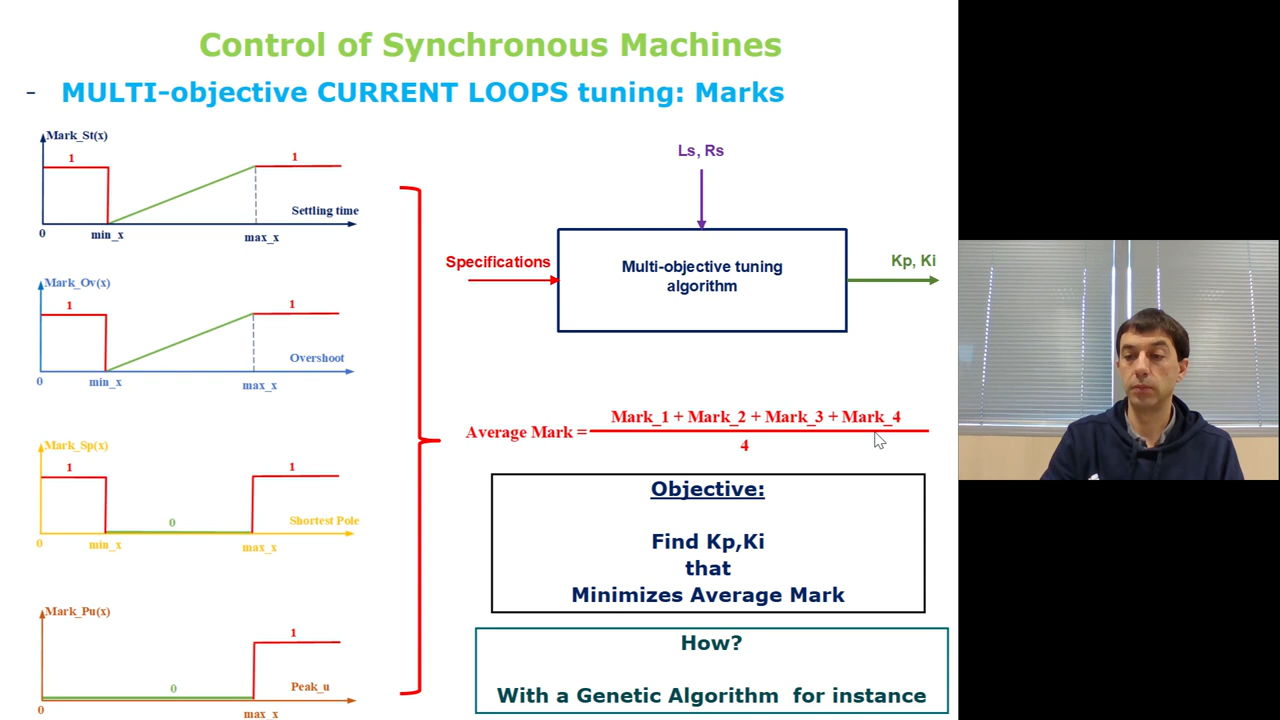 Control of Synchronous Machines
- MULTI-objective CURRENT LOOPS tuning: Marks
Mark_St(x)
1
1
Settling time
0
min_x
max_x
Mark_Ov(x)
1
1
Overshoot
0
min_x
max_x
Mark_Sp(x)
1
1
0
Shortest Pole
0
min_x
max_x
Mark_Pu(x)
1
0
Peak_u
0
max_x
Ls, Rs
Specifications
Multi-objective tuning
algorithm
Kp, Ki
Average Mark =
Mark_1 + Mark_2 + Mark_3 + Mark_4
4
Objective:
Find Kp,Ki
that
Minimizes Average Mark
How?
With a Genetic Algorithm for instance